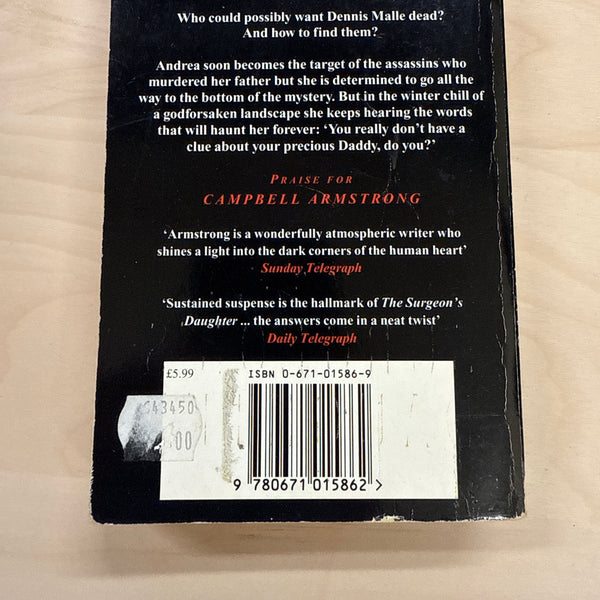 Who could possibly want Dennis Malle dead?
And how to find them?
Andrea soon becomes the target of the assassins who
murdered her father but she is determined to go all the
way to the bottom of the mystery. But in the winter chill of
a godforsaken landscape she keeps hearing the words
that will haunt her forever: ‘You really don’t have a
clue about your precious Daddy, do you?’
PRAISE FOR
CAMPBELL ARMSTRONG
‘Armstrong is a wonderfully atmospheric writer who
shines a light into the dark corners of the human heart’
Sunday Telegraph
‘Sustained suspense is the hallmark of The Surgeon’s
Daughter ... the answers come in a neat twist’
Daily Telegraph
£5.99
ISBN 0-671-01586-9
43450
.00
9 780671 015862 >